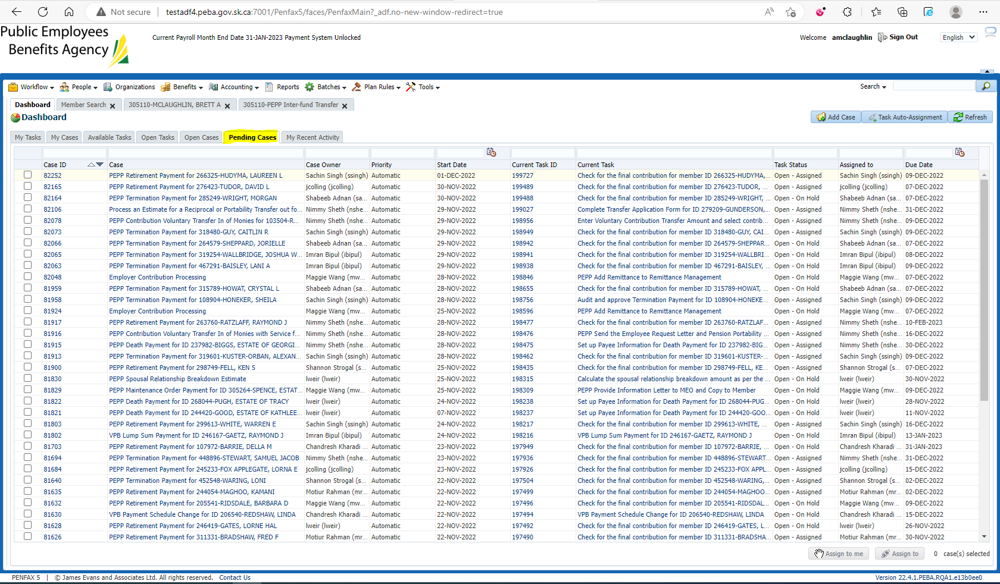 Not secure | testadf4.peba.gov.sk.ca:7001/Penfax5/faces/PenfaxMain?_adf.no-new-window-redirect=true
Public Employees
Benefits Agency
Current Payroll Month End Date 31-JAN-2023 Payment System Unlocked
Welcome amclaughlin Sign Out English
Workflow People Organizations Benefits Accounting Reports Batches Plan Rules Tools Search
Dashboard Member Search 305110-MCLAUGHLIN, BRETT A 305110-PEPP Inter-fund Transfer
Dashboard Add Case Task Auto-Assignment Refresh
My Tasks My Cases Available Tasks Open Tasks Open Cases Pending Cases My Recent Activity
Case ID Case Case Owner Priority Start Date Current Task ID Current Task Task Status Assigned to Due Date
82252 PEPP Retirement Payment for 266325-HUDYMA, LAUREEN L Sachin Singh (ssingh) Automatic 01-DEC-2022 199727 Check for the final contribution for member ID 266325-HUDYMA,... Open - Assigned Sachin Singh (ssingh) 09-DEC-2022
82165 PEPP Retirement Payment for 276423-TUDOR, DAVID L jcolling (jcolling) Automatic 30-NOV-2022 199489 Check for the final contribution for member ID 276423-TUDOR, ... Open - Assigned jcolling (jcolling) 07-DEC-2022
82164 PEPP Termination Payment for 285249-WRIGHT, MORGAN Shabeeb Adnan (sa... Automatic 30-NOV-2022 199488 Check for the final contribution for member ID 285249-WRIGHT, ... Open - On Hold Shabeeb Adnan (sa... 07-DEC-2022
82106 Process an Estimate for a Reciprocal or Portability Transfer out fo... Nimmy Sheth (nshe... Automatic 29-NOV-2022 199027 Complete Transfer Application Form for ID 279209-GUNDERSON,... Open - Assigned Nimmy Sheth (nshe... 31-DEC-2022
82078 PEPP Contribution Voluntary Transfer In of Monies for 103504-R... Nimmy Sheth (nshe... Automatic 29-NOV-2022 198956 Enter Voluntary Contribution Transfer Amount and select contrib... Open - Assigned Nimmy Sheth (nshe... 09-DEC-2022
82073 PEPP Termination Payment for 318480-GUY, CAITLIN R Sachin Singh (ssingh) Automatic 29-NOV-2022 198949 Check for the final contribution for member ID 318480-GUY, CAI... Open - Assigned Sachin Singh (ssingh) 09-DEC-2022
82066 PEPP Termination Payment for 264579-SHEPPARD, JORIELLE Shabeeb Adnan (sa... Automatic 29-NOV-2022 198942 Check for the final contribution for member ID 264579-SHEPPAR... Open - On Hold Shabeeb Adnan (sa... 07-DEC-2022
82065 PEPP Termination Payment for 319254-WALLBRIDGE, JOSHUA W... Imran Bipul (ibipul) Automatic 29-NOV-2022 198941 Check for the final contribution for member ID 319254-WALLBRI... Open - On Hold Imran Bipul (ibipul) 08-DEC-2022
82063 PEPP Termination Payment for 467291-BAISLEY, LANI A Imran Bipul (ibipul) Automatic 29-NOV-2022 198938 Check for the final contribution for member ID 467291-BAISLEY, ... Open - On Hold Imran Bipul (ibipul) 09-DEC-2022
82048 Employer Contribution Processing Maggie Wang (mw... Automatic 28-NOV-2022 198846 PEPP Add Remittance to Remittance Management Open - On Hold Maggie Wang (mw... 07-DEC-2022
81959 PEPP Termination Payment for 315789-HOWAT, CRYSTAL L Shabeeb Adnan (sa... Automatic 28-NOV-2022 198655 Check for the final contribution for member ID 315789-HOWAT, ... Open - On Hold Shabeeb Adnan (sa... 07-DEC-2022
81958 PEPP Termination Payment for 108904-HONEKER, SHEILA Sachin Singh (ssingh) Automatic 28-NOV-2022 198756 Audit and approve Termination Payment for ID 108904-HONEKE... Open - Assigned Sachin Singh (ssingh) 09-DEC-2022
81924 Employer Contribution Processing Maggie Wang (mw... Automatic 25-NOV-2022 198596 PEPP Add Remittance to Remittance Management Open - On Hold Maggie Wang (mw... 07-DEC-2022
81917 PEPP Retirement Payment for 263760-RATZLAFF, RAYMOND J Nimmy Sheth (nshe... Automatic 28-NOV-2022 198477 Check for the final contribution for member ID 263760-RATZLAF... Open - Assigned Nimmy Sheth (nshe... 10-FEB-2023
81916 PEPP Contribution Voluntary Transfer In of Monies with Service f... Nimmy Sheth (nshe... Automatic 28-NOV-2022 198476 PEPP Send the Employee Request Letter and Pension Portability ... Open - Assigned Nimmy Sheth (nshe... 16-DEC-2022
81915 PEPP Death Payment for ID 237982-BIGGS, ESTATE OF GEORGI... Nimmy Sheth (nshe... Automatic 28-NOV-2022 198475 Set up Payee Information for Death Payment for ID 237982-BIG... Open - Assigned Nimmy Sheth (nshe... 30-DEC-2022
81913 PEPP Termination Payment for 319601-KUSTER-ORBAN, ALEXAN... Sachin Singh (ssingh) Automatic 28-NOV-2022 198462 Check for the final contribution for member ID 319601-KUSTER-... Open - Assigned Sachin Singh (ssingh) 09-DEC-2022
81900 PEPP Retirement Payment for 298749-FELL, KEN S Shannon Strogal (s... Automatic 25-NOV-2022 198435 Check for the final contribution for member ID 298749-FELL, KE... Open - Assigned Shannon Strogal (s... 07-DEC-2022
81830 PEPP Spousal Relationship Breakdown Estimate lweir (lweir) Automatic 25-NOV-2022 198315 Calculate the spousal relationship breakdown amount as per the ... Open - On Hold lweir (lweir) 30-NOV-2022
81829 PEPP Maintenance Order Payment for ID 305264-SPENCE, ESTAT... Maggie Wang (mw... Automatic 25-NOV-2022 198309 PEPP Provide Information Letter to MEO and Copy to Member Open - On Hold Maggie Wang (mw... 09-DEC-2022
81822 PEPP Death Payment for ID 268044-PUGH, ESTATE OF TRACY lweir (lweir) Automatic 24-NOV-2022 198238 Set up Payee Information for Death Payment for ID 268044-PUG... Open - On Hold lweir (lweir) 28-NOV-2022
81821 PEPP Death Payment for ID 244420-GOOD, ESTATE OF KATHLEE... lweir (lweir) Automatic 07-NOV-2022 198237 Set up Payee Information for Death Payment for ID 244420-GOO... Open - On Hold lweir (lweir) 11-NOV-2022
81803 PEPP Retirement Payment for 299613-WHITE, WARREN E Sachin Singh (ssingh) Automatic 24-NOV-2022 198217 Check for the final contribution for member ID 299613-WHITE, ... Open - Assigned Sachin Singh (ssingh) 16-DEC-2022
81802 VPB Lump Sum Payment for ID 246167-GAETZ, RAYMOND J Imran Bipul (ibipul) Automatic 24-NOV-2022 198216 VPB Lump Sum Payment for ID 246167-GAETZ, RAYMOND J Open - Assigned Imran Bipul (ibipul) 13-JAN-2023
81703 PEPP Retirement Payment for 107972-BARRIE, DELLA M Chandresh Kharadi ... Automatic 23-NOV-2022 197949 Check for the final contribution for member ID 107972-BARRIE, ... Open - Assigned Chandresh Kharadi ... 31-JAN-2023
81694 PEPP Termination Payment for 448896-STEWART, SAMUEL JACOB Nimmy Sheth (nshe... Automatic 23-NOV-2022 197936 Check for the final contribution for member ID 448896-STEWART... Open - Assigned Nimmy Sheth (nshe... 31-DEC-2022
81684 PEPP Retirement Payment for 245233-FOX APPLEGATE, LORNA E jcolling (jcolling) Automatic 23-NOV-2022 197926 Check for the final contribution for member ID 245233-FOX APPL... Open - Assigned jcolling (jcolling) 15-DEC-2022
81640 PEPP Termination Payment for 452548-WARING, LONI Shannon Strogal (s... Automatic 22-NOV-2022 197504 Check for the final contribution for member ID 452548-WARING,... Open - Assigned Shannon Strogal (s... 02-DEC-2022
81635 PEPP Retirement Payment for 244054-MAGHOO, KAMANI Motiur Rahman (mr... Automatic 22-NOV-2022 197499 Check for the final contribution for member ID 244054-MAGHOO... Open - Assigned Motiur Rahman (mr... 02-DEC-2022
81632 PEPP Retirement Payment for 205541-RIDSDALE, BARBARA D Maggie Wang (mw... Automatic 22-NOV-2022 197496 Check for the final contribution for member ID 205541-RIDSDAL... Open - On Hold Maggie Wang (mw... 09-DEC-2022
81630 VPB Payment Schedule Change for ID 206540-REDSHAW, LINDA Chandresh Kharadi ... Automatic 22-NOV-2022 197494 VPB Payment Schedule Change for ID 206540-REDSHAW, LINDA Open - On Hold Chandresh Kharadi ... 15-DEC-2022
81628 PEPP Retirement Payment for 246419-GATES, LORNE HAL lweir (lweir) Automatic 22-NOV-2022 197492 Check for the final contribution for member ID 246419-GATES, L... Open - On Hold lweir (lweir) 26-NOV-2022
81626 PEPP Retirement Payment for 311331-BRADSHAW, FRED F Motiur Rahman (mr... Automatic 22-NOV-2022 197490 Check for the final contribution for member ID 311331-BRADSHA... Open - Assigned Motiur Rahman (mr... 30-NOV-2022
Assign to me Assign to 0 case(s) selected
PENFAX 5 | © James Evans and Associates Ltd. All rights reserved. Contact Us Version 22.4.1.PEBA.RQA1.e13b0ee0